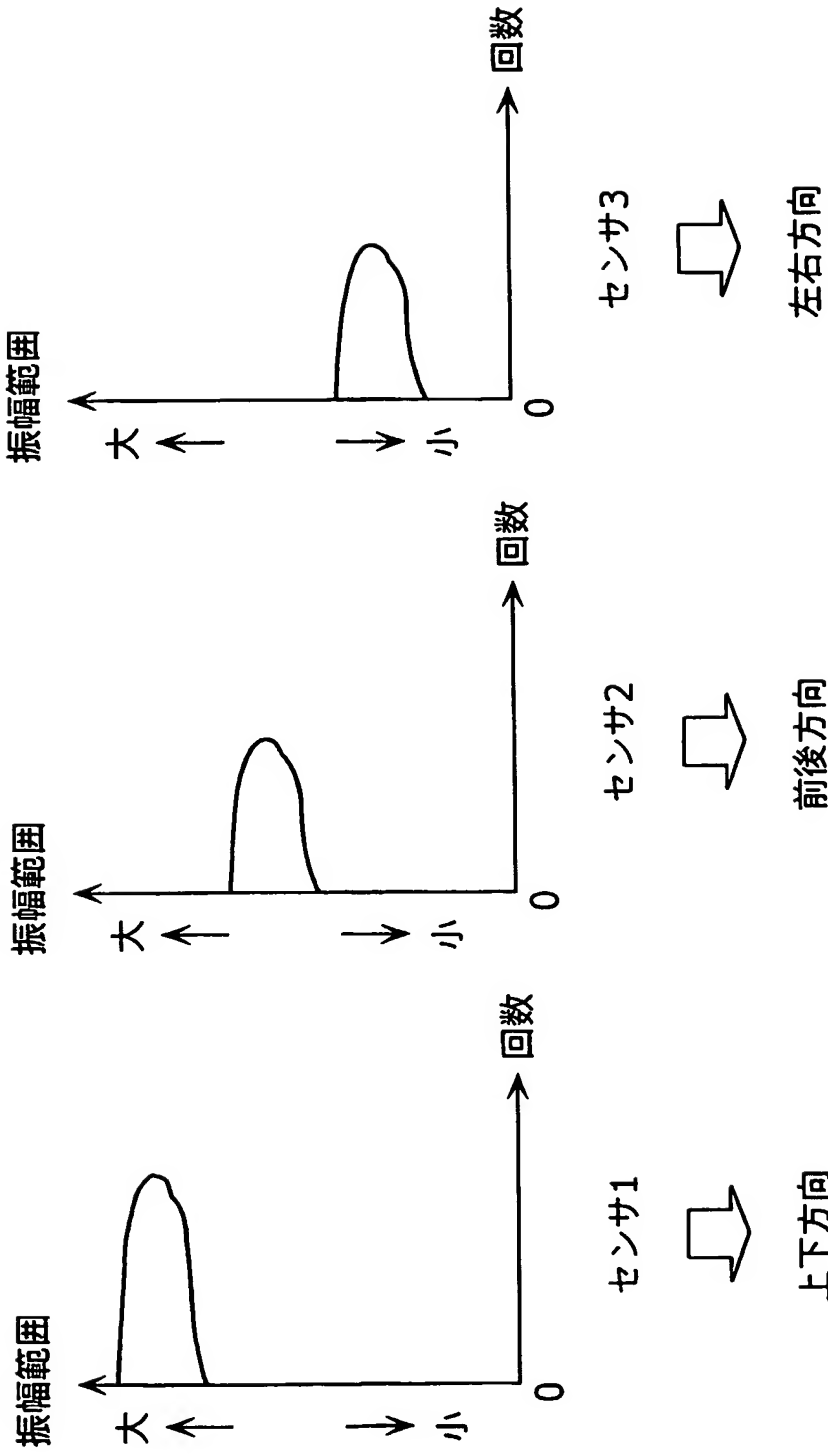 振幅範囲
大
小
0
回数
センサ1
上下方向
振幅範囲
大
小
0
回数
センサ2
前後方向
振幅範囲
大
小
0
回数
センサ3
左右方向